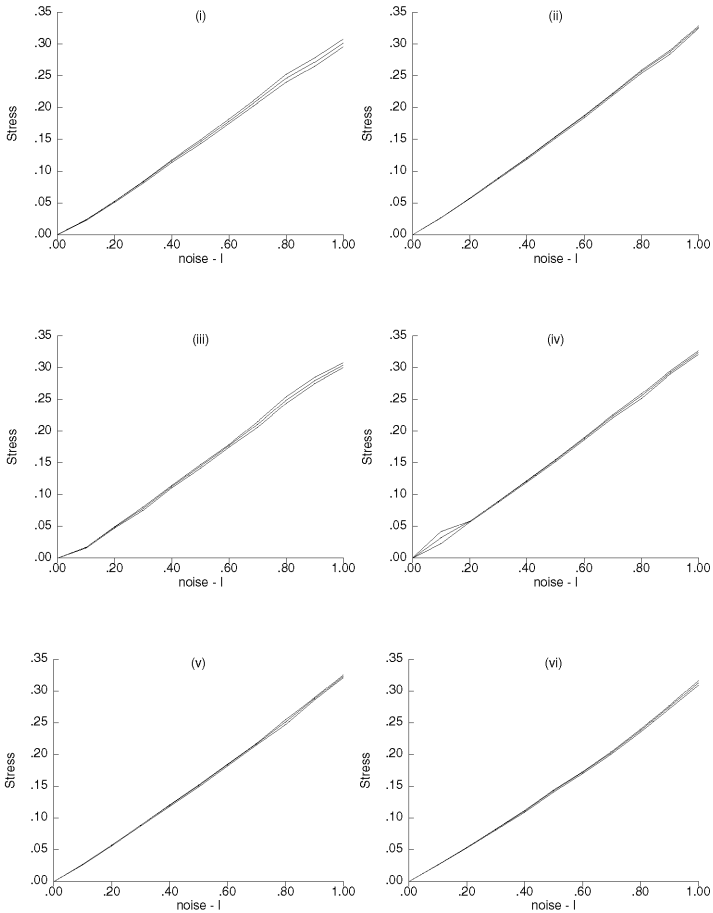 (i)
.35
.30
.25
.20
.15
.10
.05
.00
Stress
.00 .20 .40 .60 .80 1.00
noise - l
(ii)
.35
.30
.25
.20
.15
.10
.05
.00
Stress
.00 .20 .40 .60 .80 1.00
noise - l
(iii)
.35
.30
.25
.20
.15
.10
.05
.00
Stress
.00 .20 .40 .60 .80 1.00
noise - l
(iv)
.35
.30
.25
.20
.15
.10
.05
.00
Stress
.00 .20 .40 .60 .80 1.00
noise - l
(v)
.35
.30
.25
.20
.15
.10
.05
.00
Stress
.00 .20 .40 .60 .80 1.00
noise - l
(vi)
.35
.30
.25
.20
.15
.10
.05
.00
Stress
.00 .20 .40 .60 .80 1.00
noise - l